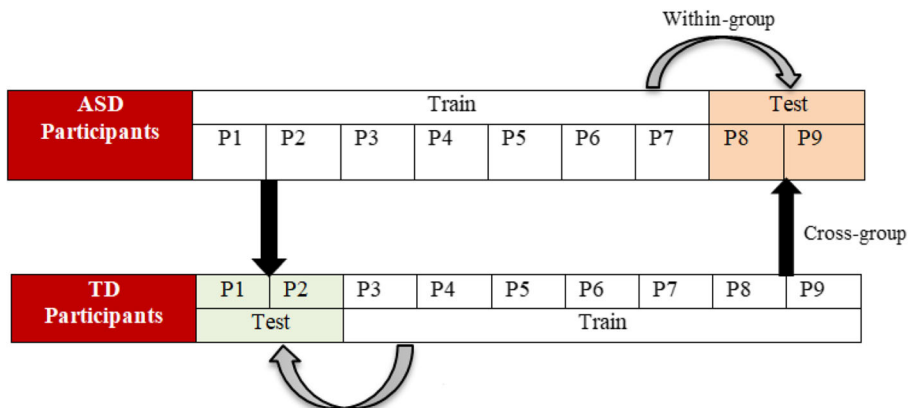 Within-group
ASD
Participants
Train
Test
P1 P2 P3 P4 P5 P6 P7 P8 P9
Cross-group
TD
Participants
P1 P2 P3 P4 P5 P6 P7 P8 P9
Test
Train